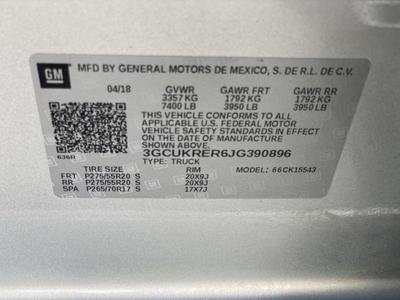 GM
MFD BY GENERAL MOTORS DE MEXICO, S. DE R.L. DE C.V.
04/18 GVWR GAWR FRT GAWR RR
3357 KG 1792 KG 1792 KG
7400 LB 3950 LB 3950 LB
THIS VEHICLE CONFORMS TO ALL
APPLICABLE U.S. FEDERAL MOTOR
VEHICLE SAFETY STANDARDS IN
EFFECT ON THE DATE OF MANUFACTURE
SHOWN ABOVE.
3GCUKRER6JG390896
636R TYPE: TRUCK
TIRE SIZE RIM MODEL: 66CK15543
FRT P275/55R20 S 20X9J
RR P275/55R20 S 20X9J
SPA P265/70R17 S 17X7J